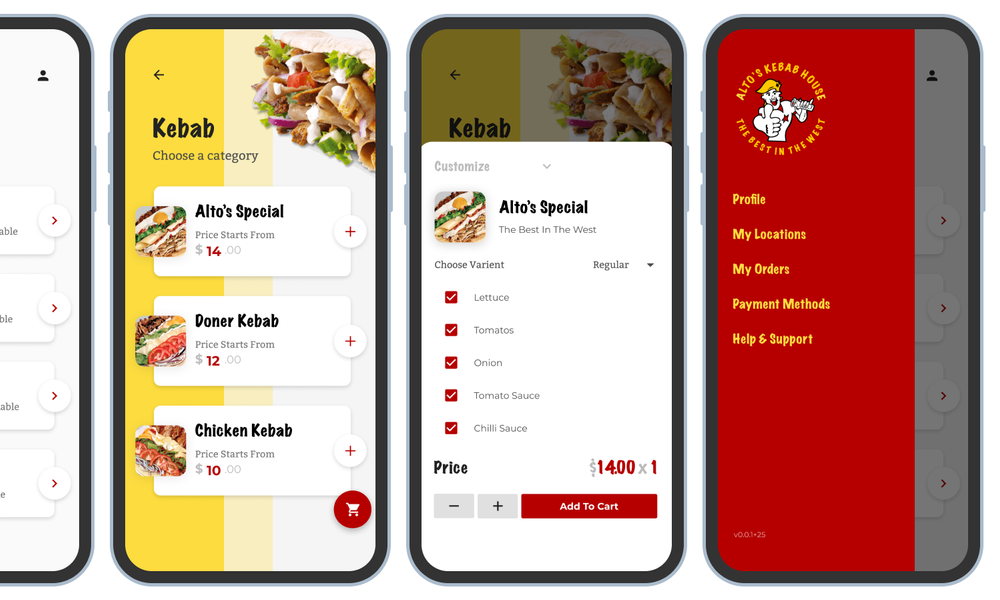 able
ble
able
e
Kebab
Choose a category
Alto's Special
Price Starts From
$ 14 .00
Doner Kebab
Price Starts From
$ 12 .00
Chicken Kebab
Price Starts From
$ 10 .00
Kebab
Customize
Alto's Special
The Best In The West
Choose Varient
Regular
Lettuce
Tomatos
Onion
Tomato Sauce
Chilli Sauce
Price
$14.00 x 1
Add To Cart
ALTO'S KEBAB HOUSE
THE BEST IN THE WEST
Profile
My Locations
My Orders
Payment Methods
Help & Support
v0.0.1+25